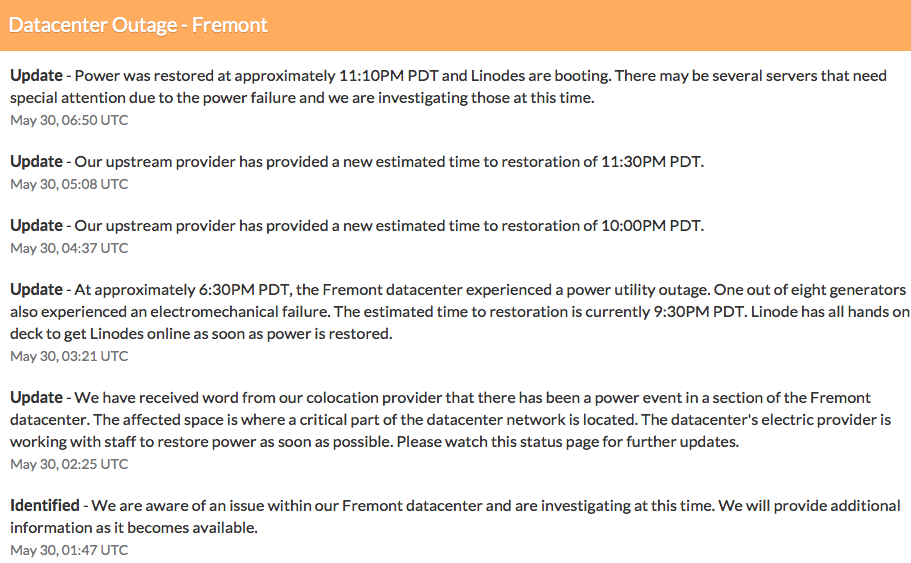 Datacenter Outage - Fremont
Update - Power was restored at approximately 11:10PM PDT and Linodes are booting. There may be several servers that need
special attention due to the power failure and we are investigating those at this time.
May 30, 06:50 UTC
Update - Our upstream provider has provided a new estimated time to restoration of 11:30PM PDT.
May 30, 05:08 UTC
Update - Our upstream provider has provided a new estimated time to restoration of 10:00PM PDT.
May 30, 04:37 UTC
Update - At approximately 6:30PM PDT, the Fremont datacenter experienced a power utility outage. One out of eight generators
also experienced an electromechanical failure. The estimated time to restoration is currently 9:30PM PDT. Linode has all hands on
deck to get Linodes online as soon as power is restored.
May 30, 03:21 UTC
Update - We have received word from our colocation provider that there has been a power event in a section of the Fremont
datacenter. The affected space is where a critical part of the datacenter network is located. The datacenter's electric provider is
working with staff to restore power as soon as possible. Please watch this status page for further updates.
May 30, 02:25 UTC
Identified - We are aware of an issue within our Fremont datacenter and are investigating at this time. We will provide additional
information as it becomes available.
May 30, 01:47 UTC